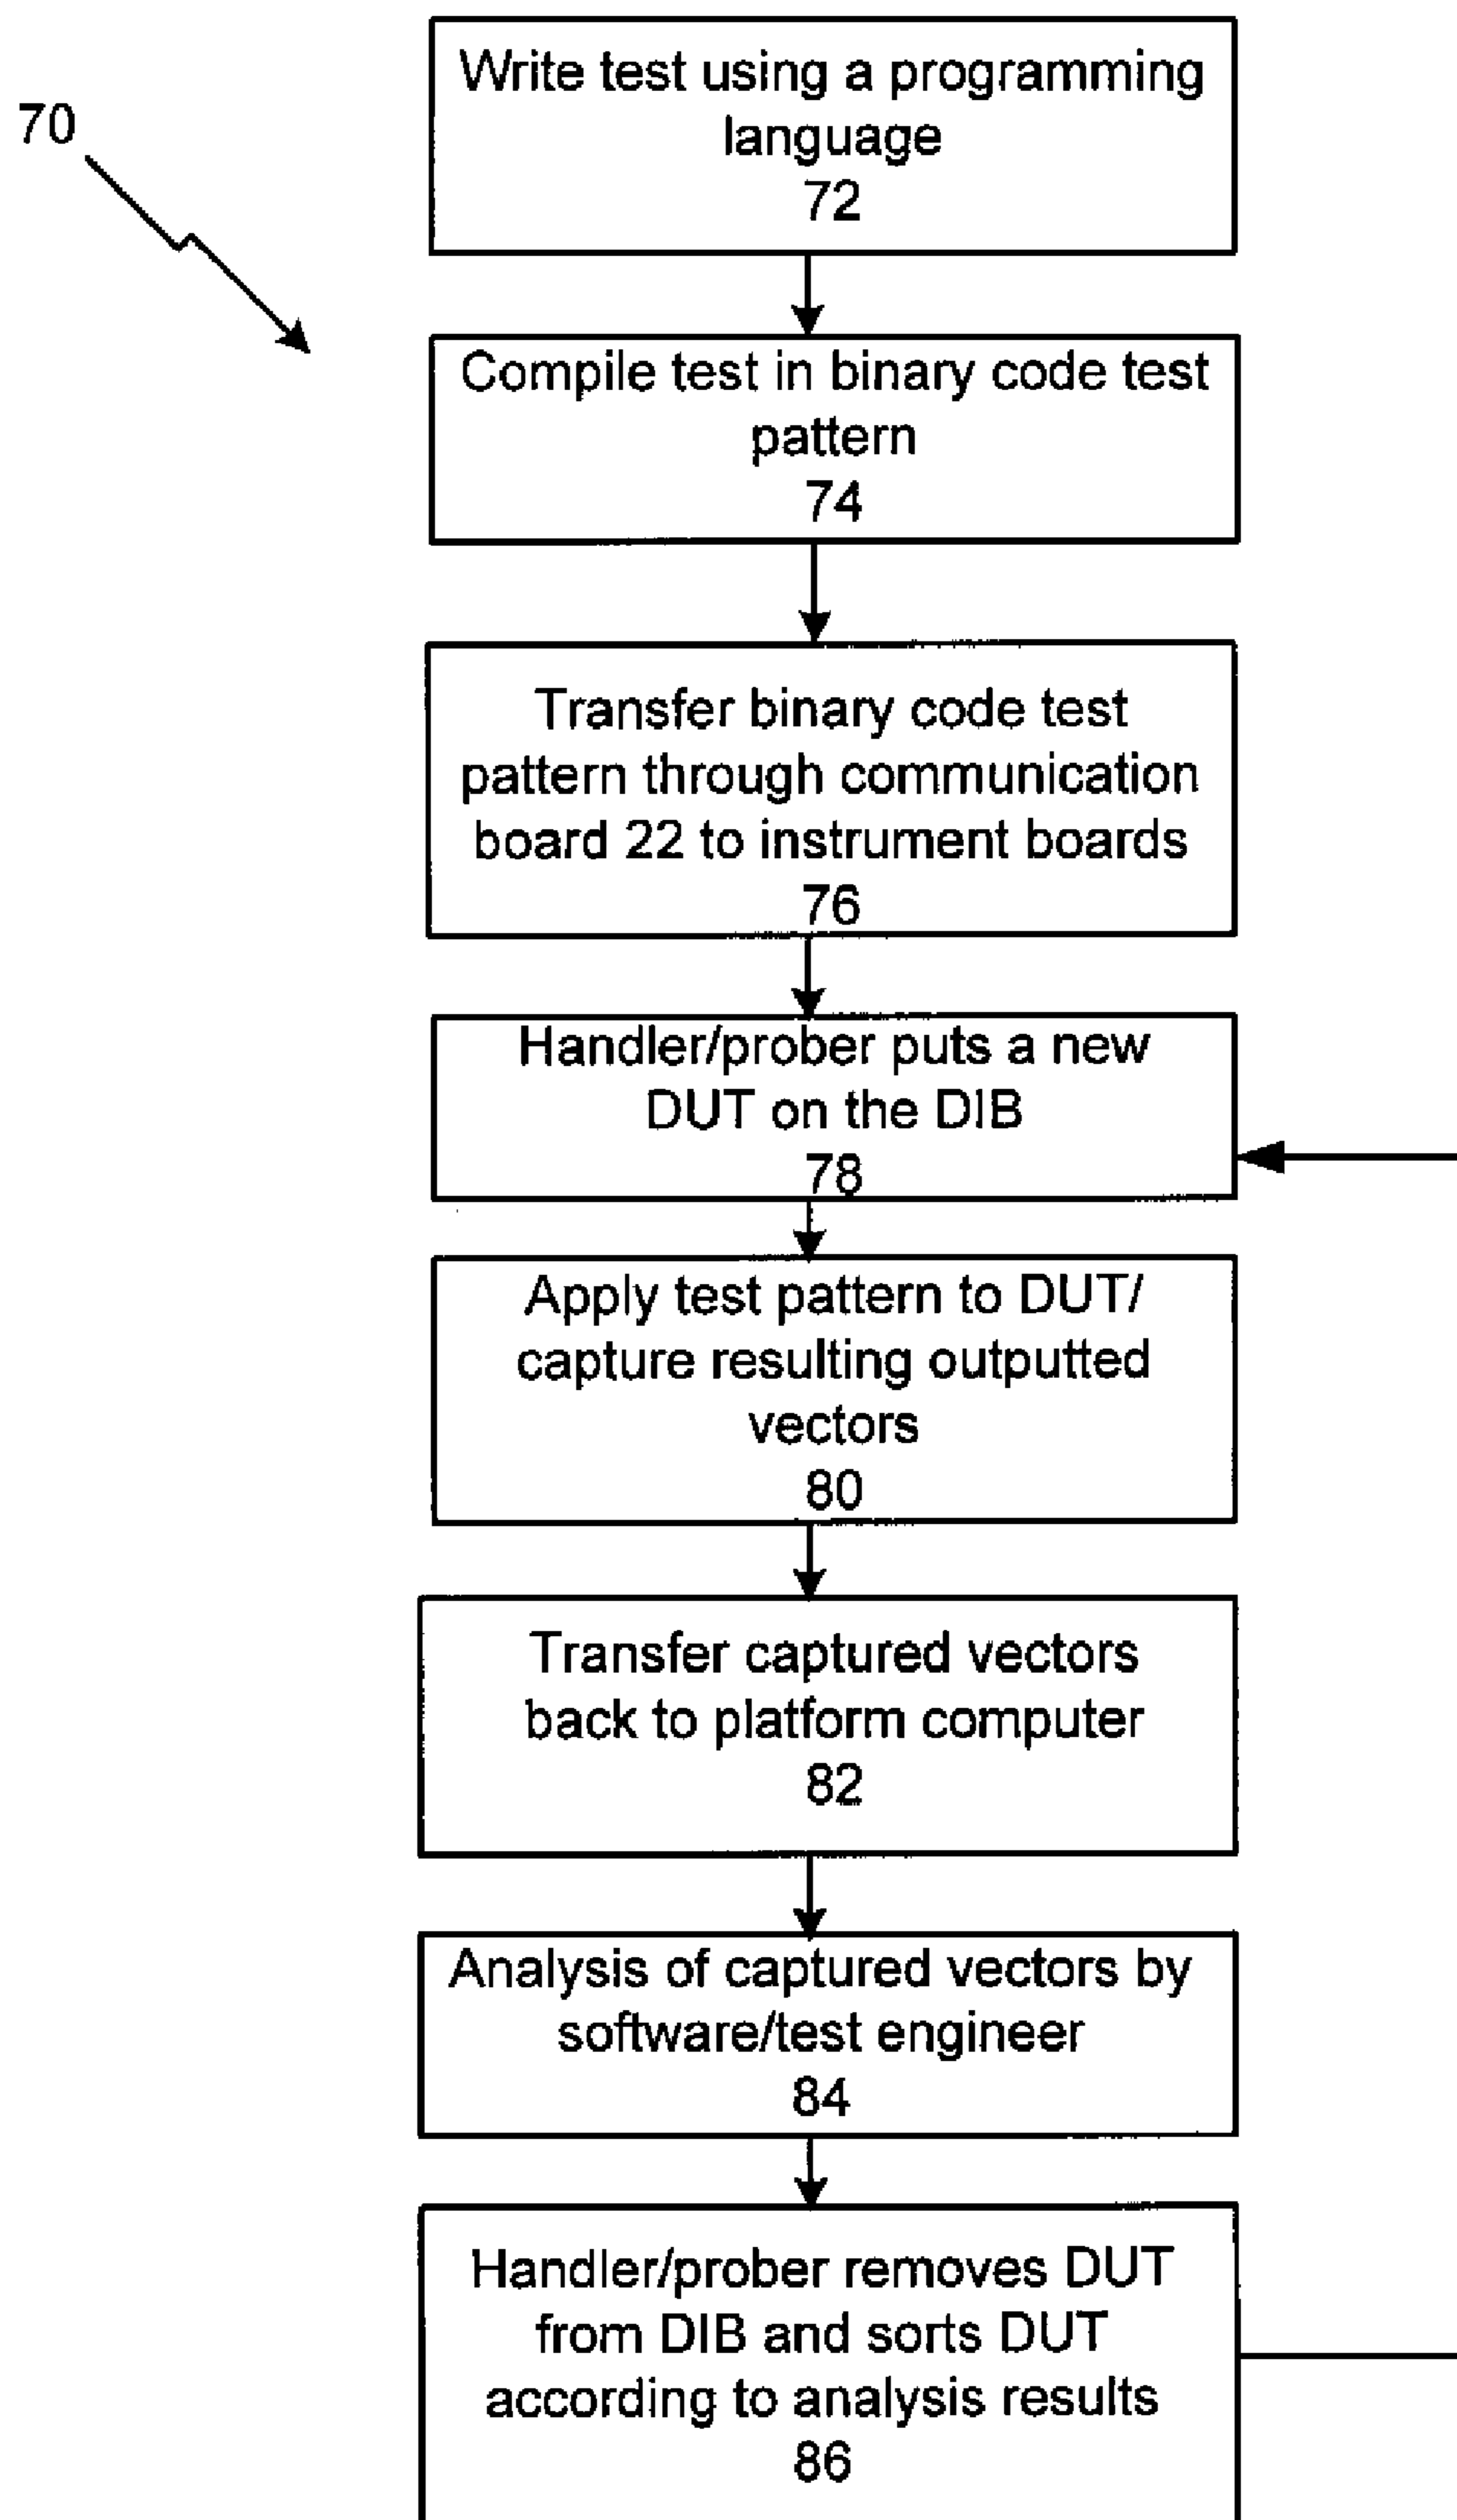 70
Write test using a programming
language
72
Compile test in binary code test
pattern
74
Transfer binary code test
pattern through communication
board 22 to instrument boards
76
Handler/prober puts a new
DUT on the DIB
78
Apply test pattern to DUT/
capture resulting outputted
vectors
80
Transfer captured vectors
back to platform computer
82
Analysis of captured vectors by
software/test engineer
84
Handler/prober removes DUT
from DIB and sorts DUT
according to analysis results
86